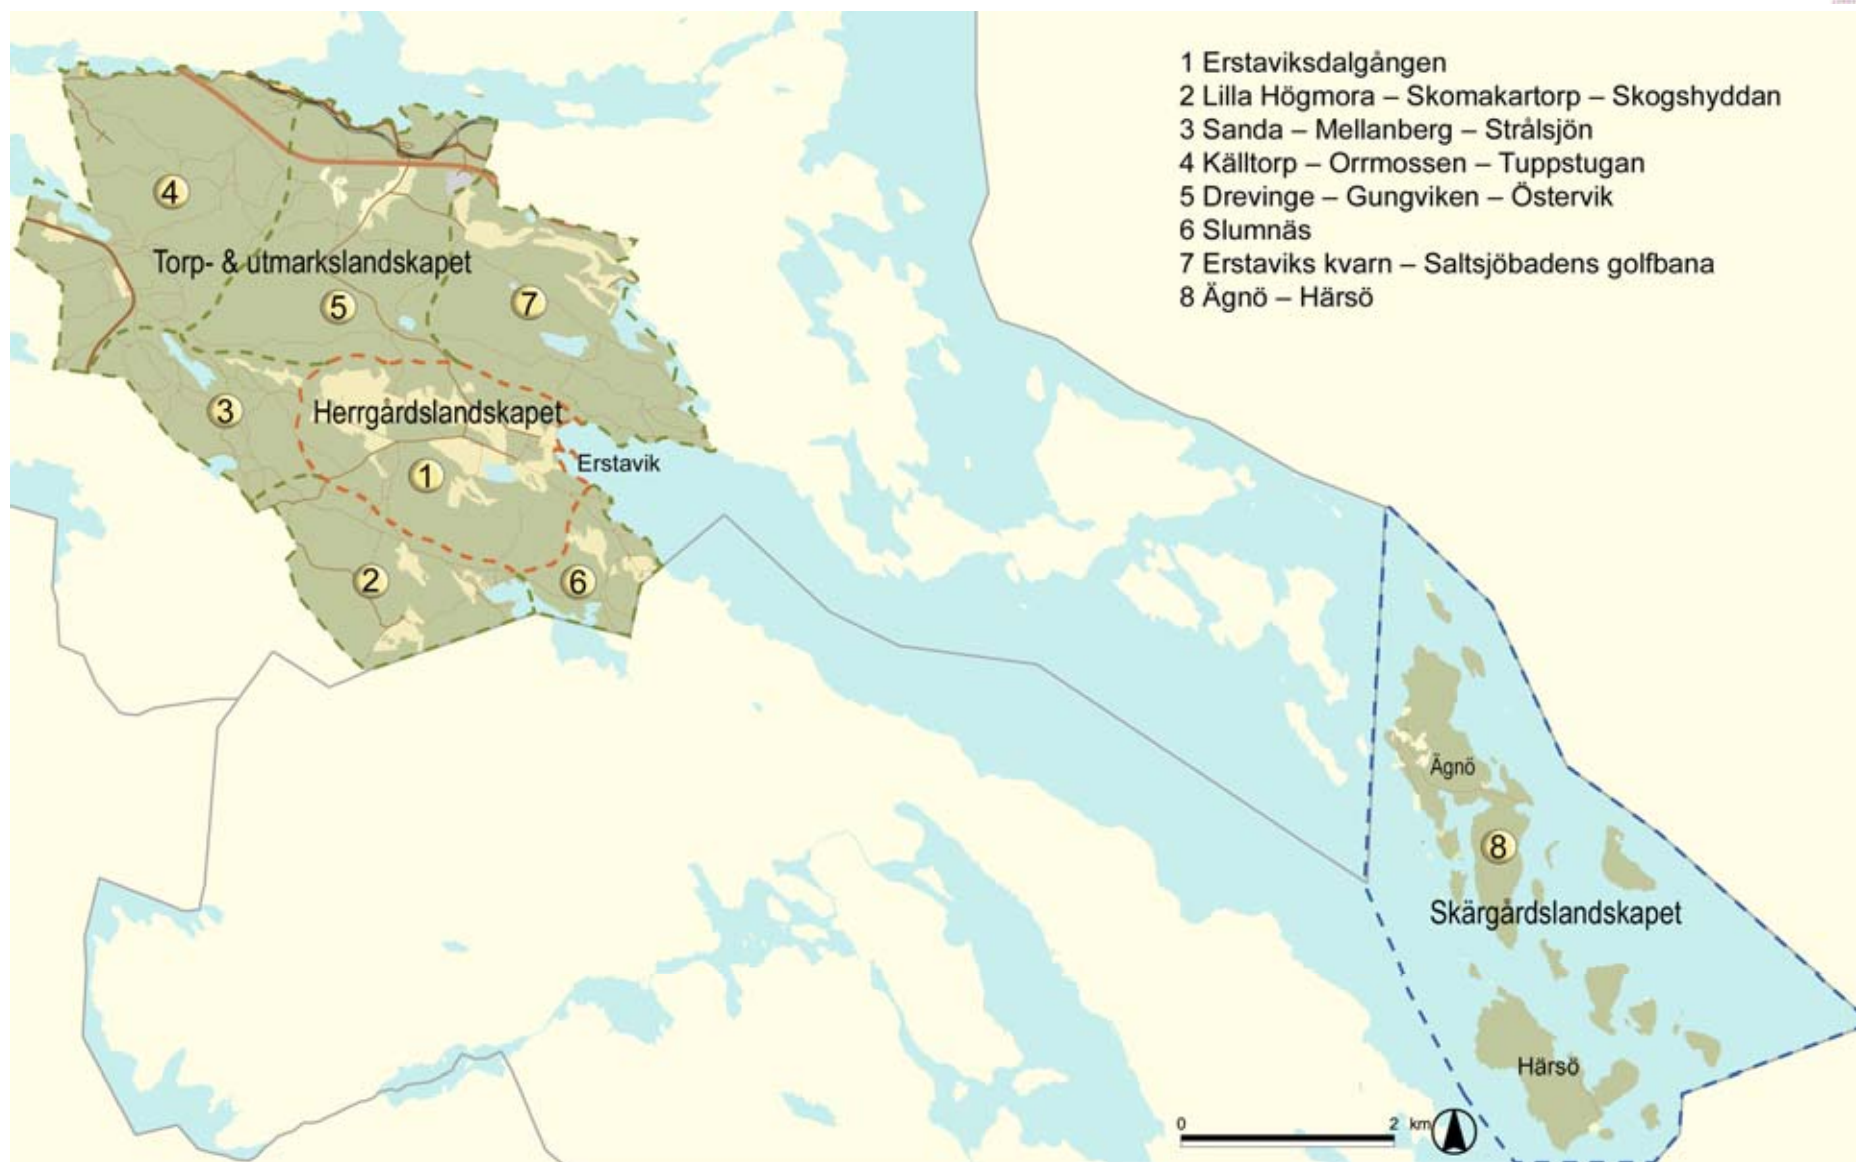 1 Erstaviksdalgången
2 Lilla Högmora – Skomakartorp – Skogshyddan
3 Sanda – Mellanberg – Strålsjön
4 Källtorp – Orrmossen – Tuppstugan
5 Drevinge – Gungviken – Östervik
6 Slumnäs
7 Erstaviks kvarn – Saltsjöbadens golfbana
8 Ägnö – Härsö
4
Torp- & utmarkslandskapet
5
7
3
Herrgårdslandskapet
Erstavik
1
2
6
Ägnö
8
Skärgårdslandskapet
Härsö
0 2 km